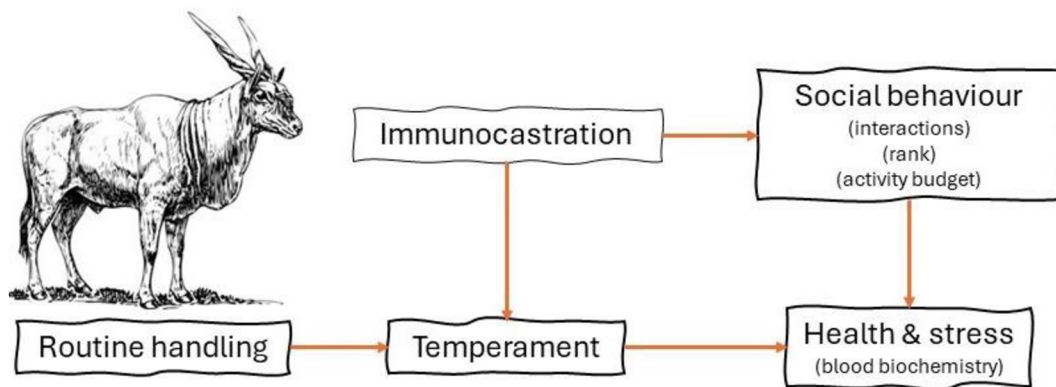 Immunocastration
Social behaviour
(interactions)
(rank)
(activity budget)
Routine handling
Temperament
Health & stress
(blood biochemistry)